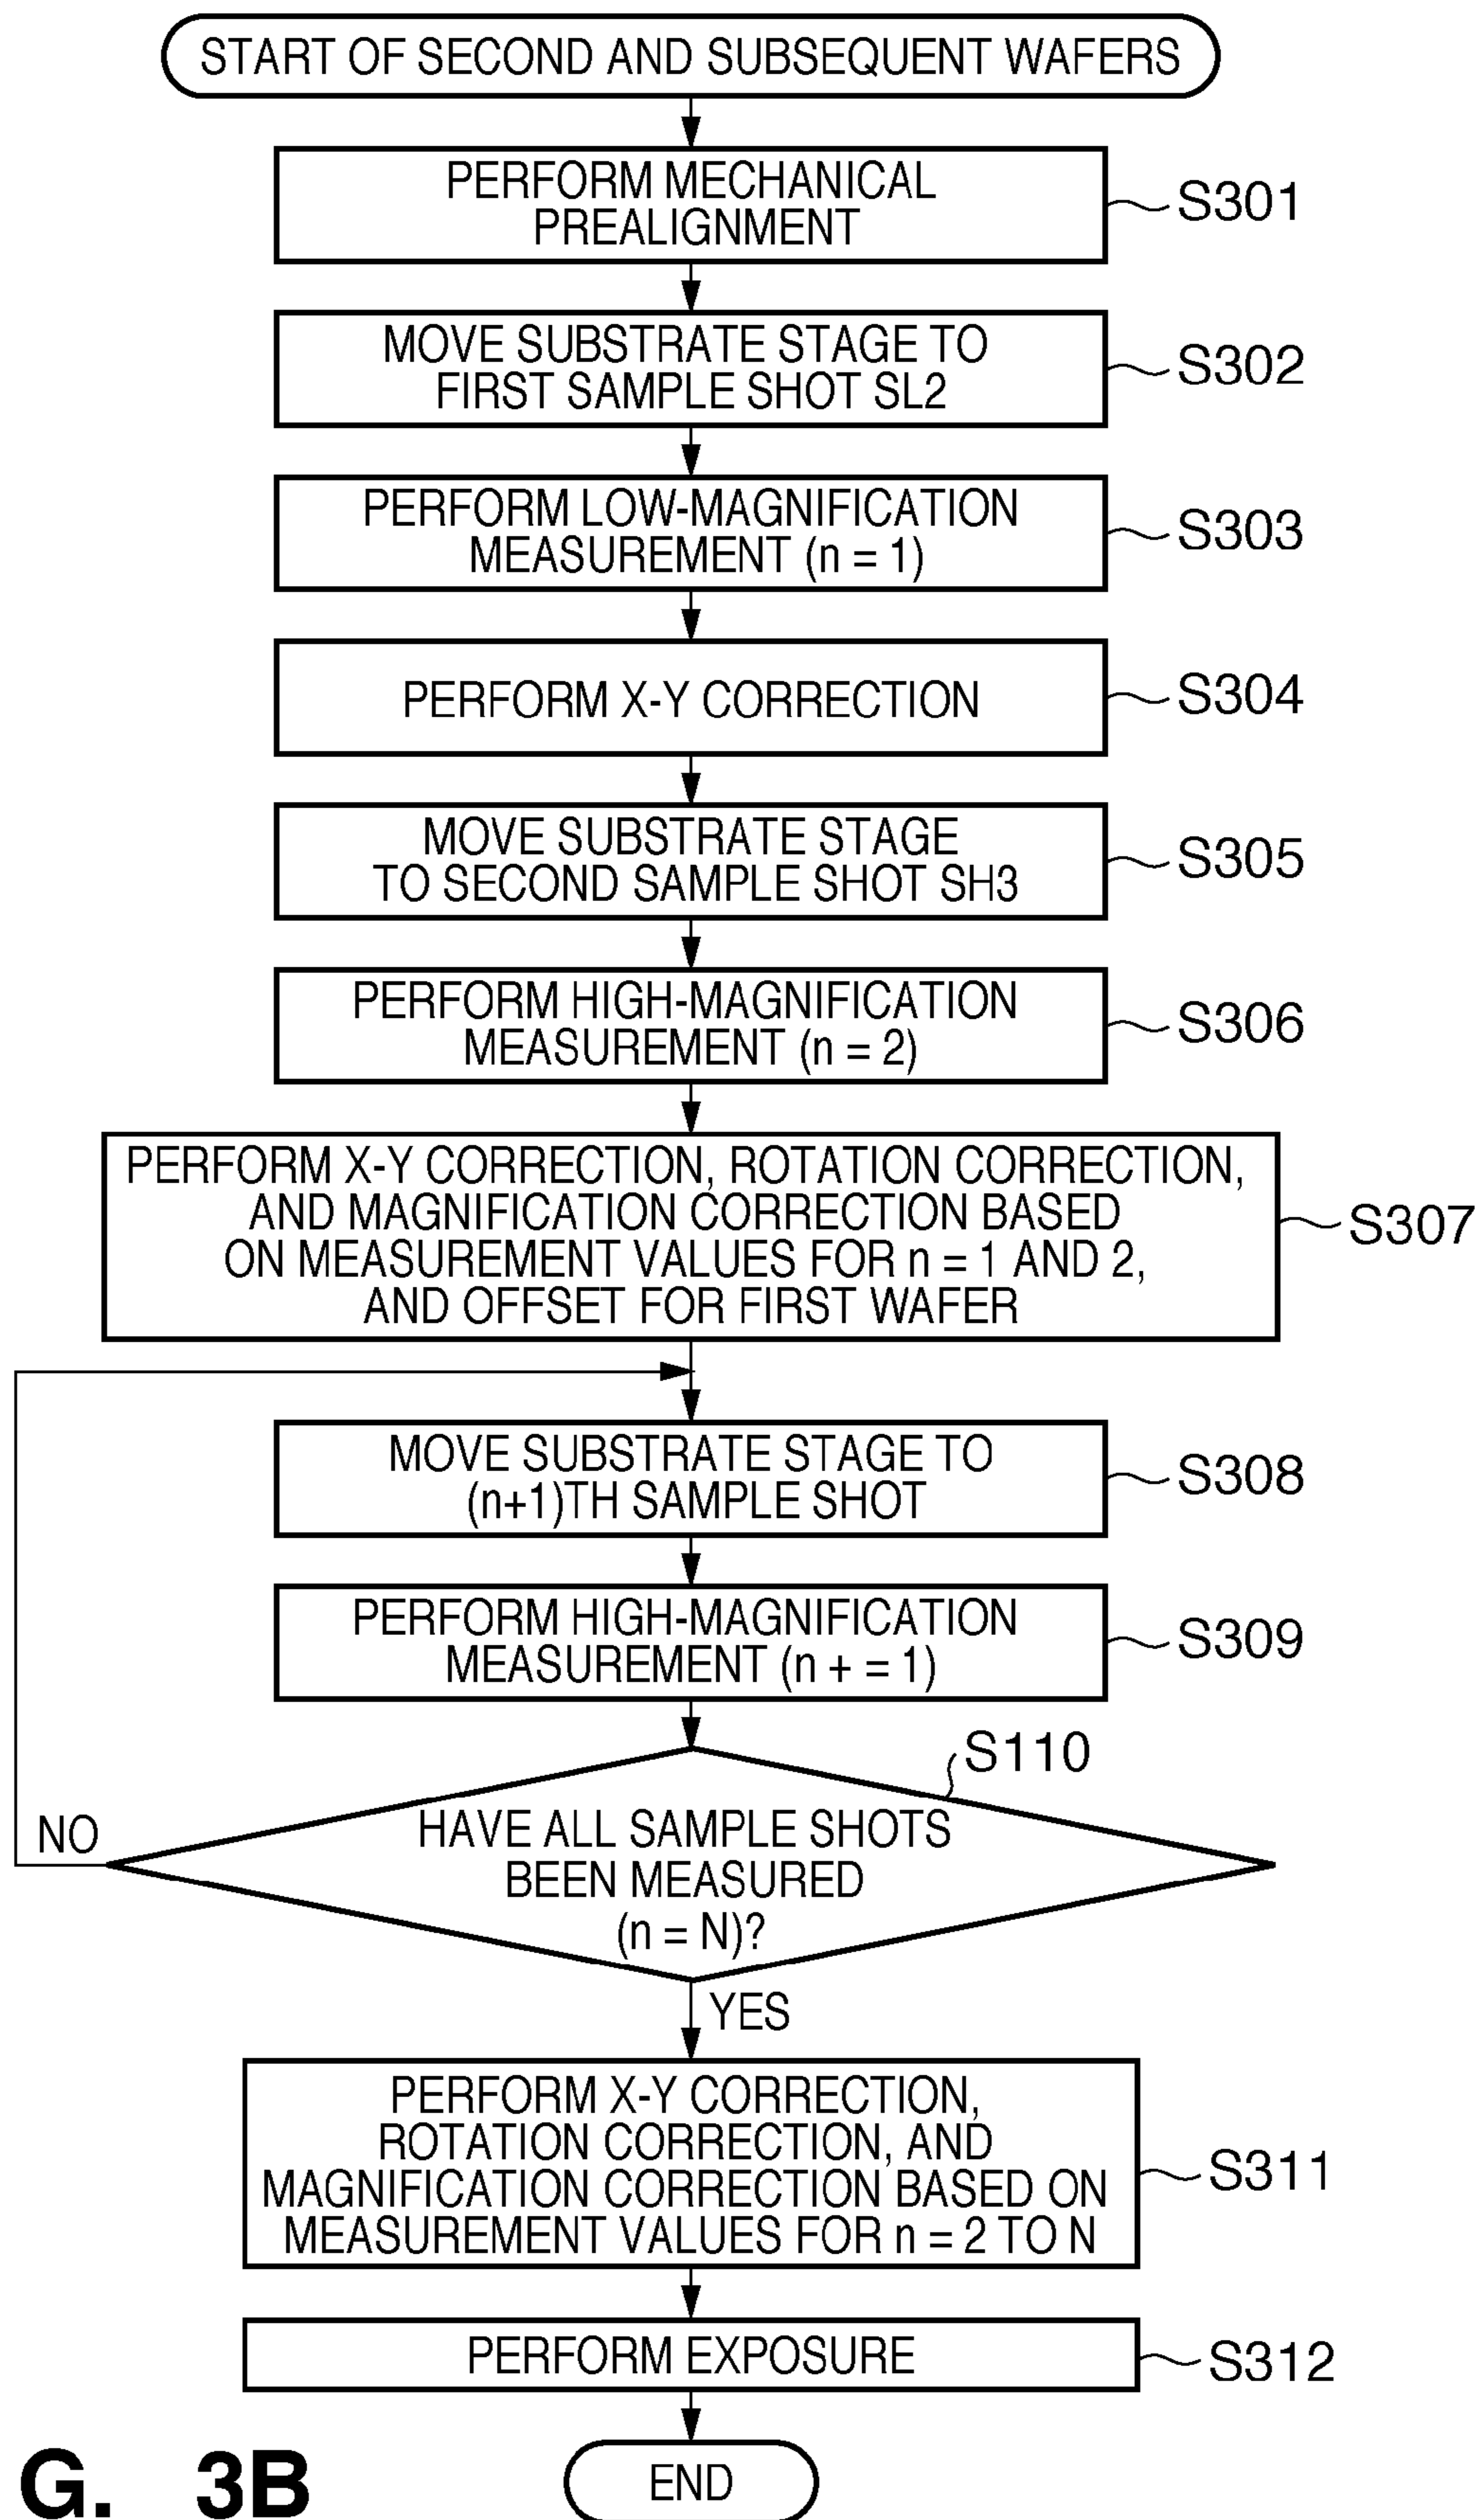 START OF SECOND AND SUBSEQUENT WAFERS
PERFORM MECHANICAL
PREALIGNMENT
S301
MOVE SUBSTRATE STAGE TO
FIRST SAMPLE SHOT SL2
S302
PERFORM LOW-MAGNIFICATION
MEASUREMENT (n = 1)
S303
PERFORM X-Y CORRECTION
S304
MOVE SUBSTRATE STAGE
TO SECOND SAMPLE SHOT SH3
S305
PERFORM HIGH-MAGNIFICATION
MEASUREMENT (n = 2)
S306
PERFORM X-Y CORRECTION, ROTATION CORRECTION,
AND MAGNIFICATION CORRECTION BASED
ON MEASUREMENT VALUES FOR n = 1 AND 2,
AND OFFSET FOR FIRST WAFER
S307
MOVE SUBSTRATE STAGE TO
(n+1)TH SAMPLE SHOT
S308
PERFORM HIGH-MAGNIFICATION
MEASUREMENT (n + = 1)
S309
S110
HAVE ALL SAMPLE SHOTS
BEEN MEASURED
(n = N)?
NO
YES
PERFORM X-Y CORRECTION,
ROTATION CORRECTION, AND
MAGNIFICATION CORRECTION BASED ON
MEASUREMENT VALUES FOR n = 2 TO N
S311
PERFORM EXPOSURE
S312
END
G. 3B